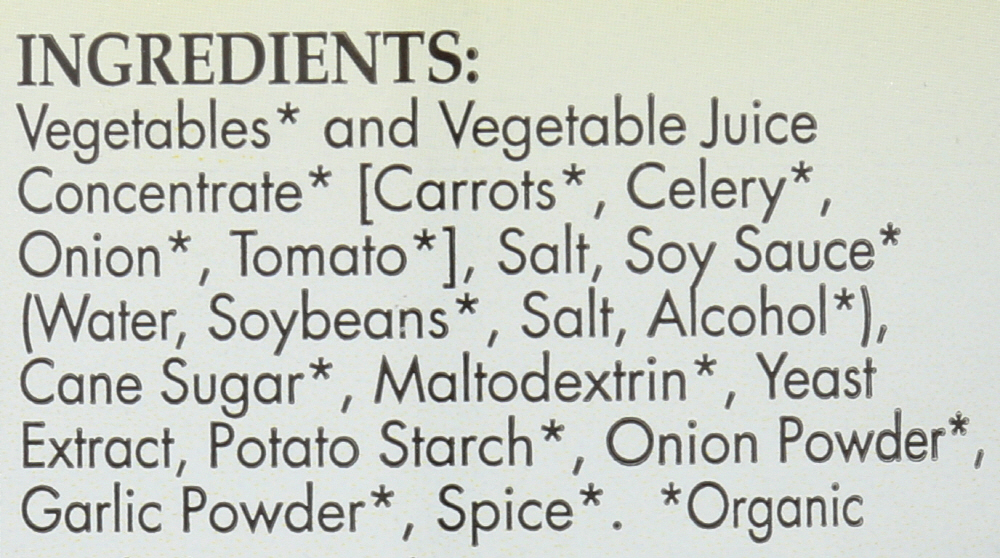 INGREDIENTS:
Vegetables* and Vegetable Juice
Concentrate* [Carrots*, Celery*,
Onion*, Tomato*], Salt, Soy Sauce*
(Water, Soybeans*, Salt, Alcohol*),
Cane Sugar*, Maltodextrin*, Yeast
Extract, Potato Starch*, Onion Powder*,
Garlic Powder*, Spice*. *Organic